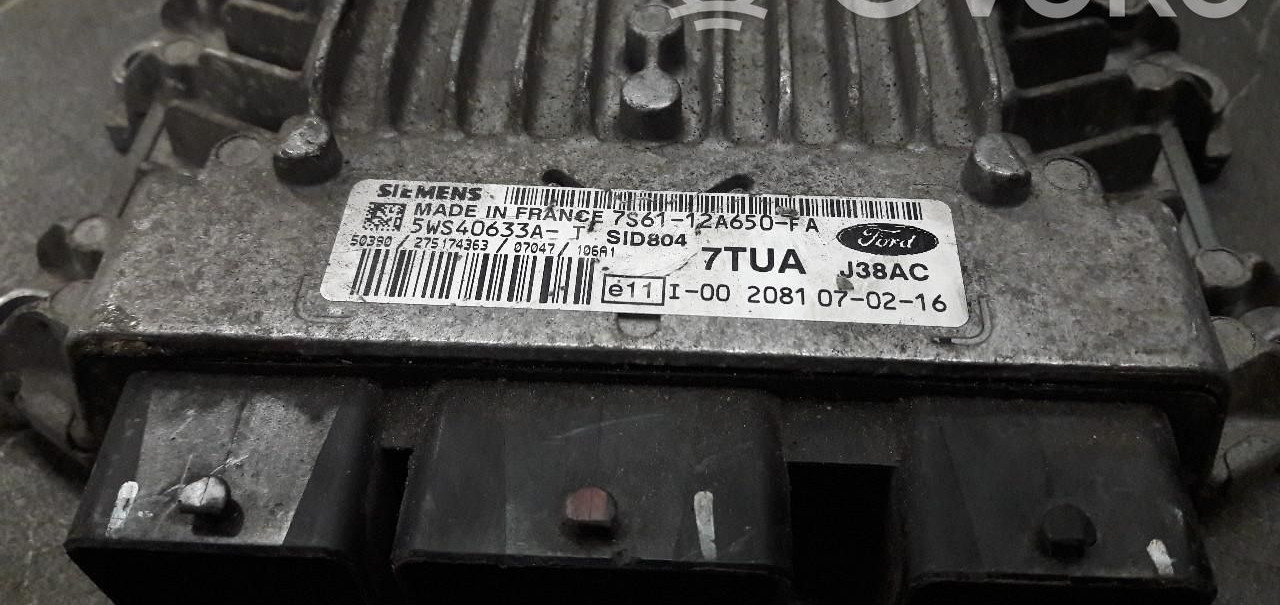 SIEMENS
MADE IN FRANCE 7S61-12A650-FA
5WS40633A-T SID804
Ford
50390 / 275174363 / 07047 / 106A1
7TUA J38AC
e11 I-00 2081 07-02-16